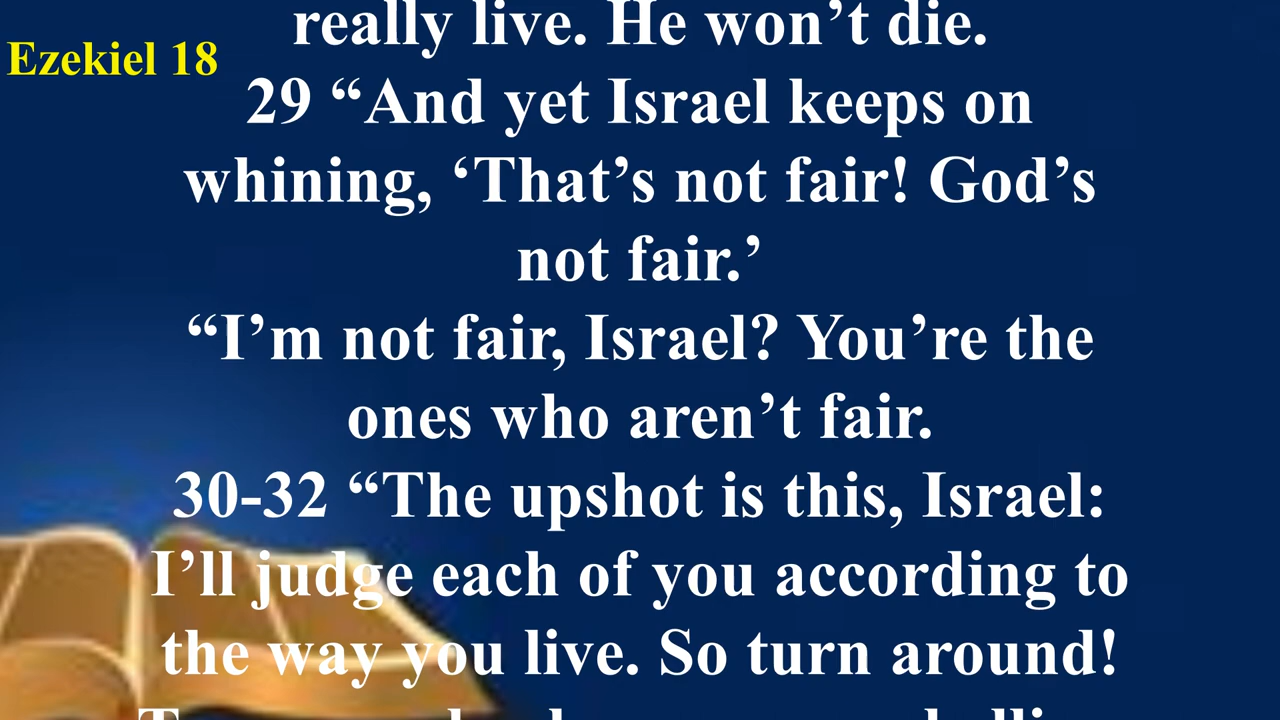 really live. He won’t die.
Ezekiel 18
29 “And yet Israel keeps on
whining, ‘That’s not fair! God’s
not fair.’
“I’m not fair, Israel? You’re the
ones who aren’t fair.
30-32 “The upshot is this, Israel:
I’ll judge each of you according to
the way you live. So turn around!